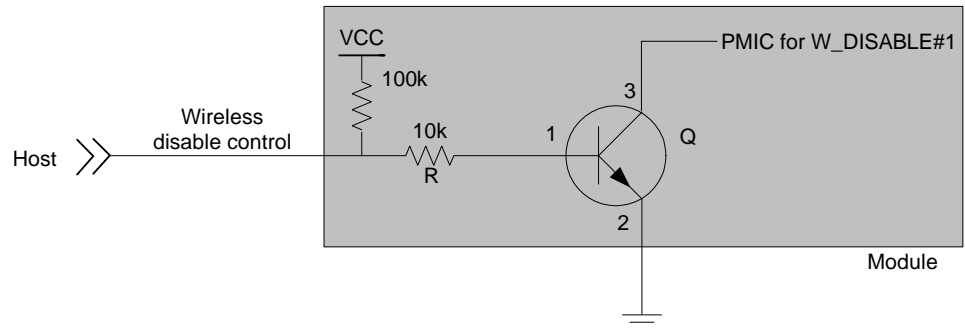 VCC
PMIC for W_DISABLE#1
100k
3
Wireless
disable control
10k
1
Q
Host
R
2
Module